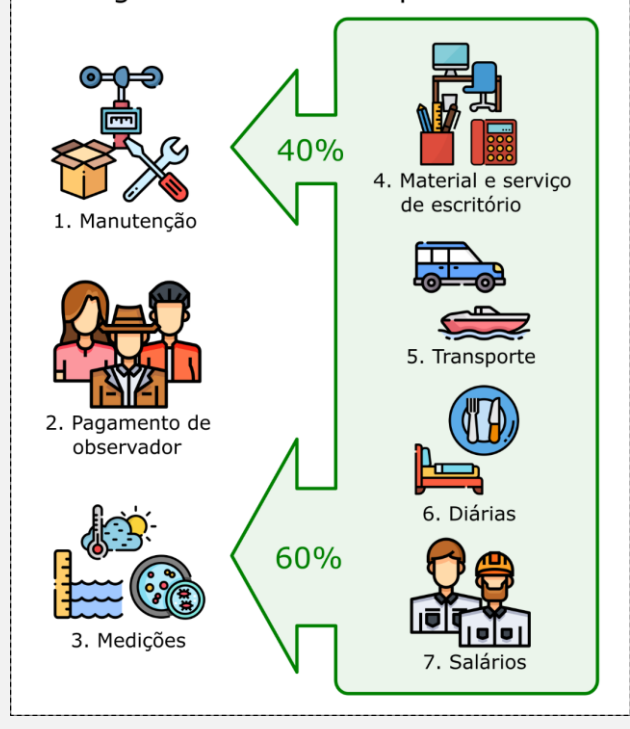 40%
1. Manutenção
4. Material e serviço
de escritório
5. Transporte
2. Pagamento de
observador
6. Diárias
60%
3. Medições
7. Salários